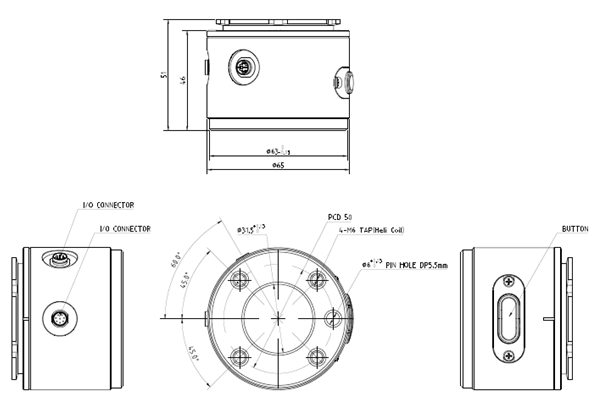 51
46
Ø63
Ø65
I/O CONNECTOR
I/O CONNECTOR
PCD 50
Ø31.5
4-M6 TAP(Heli Coil)
BUTTON
60.0°
45.0°
Ø6 PIN HOLE DP5.5mm
45.0°